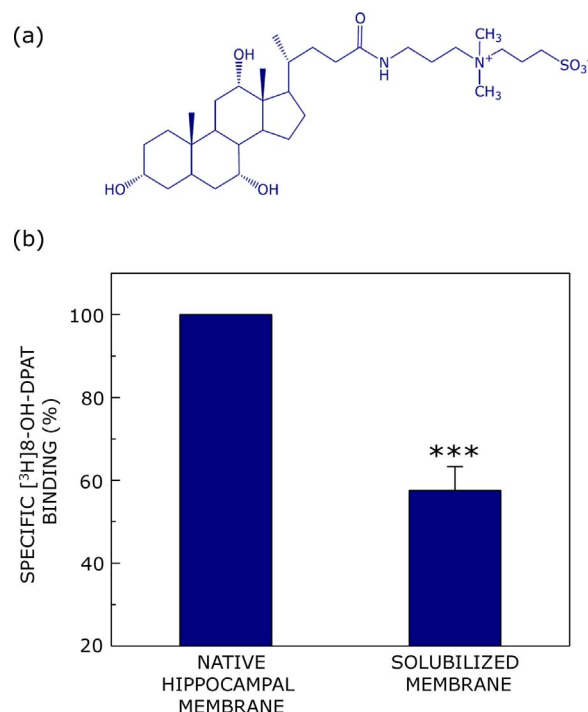 (a)
O
CH₃
OH
N
H
N⁺
SO₃⁻
CH₃
HO
OH
(b)
SPECIFIC [³H]8-OH-DPAT
BINDING (%)
100
80
60
40
20
***
NATIVE
HIPPOCAMPAL
MEMBRANE
SOLUBILIZED
MEMBRANE